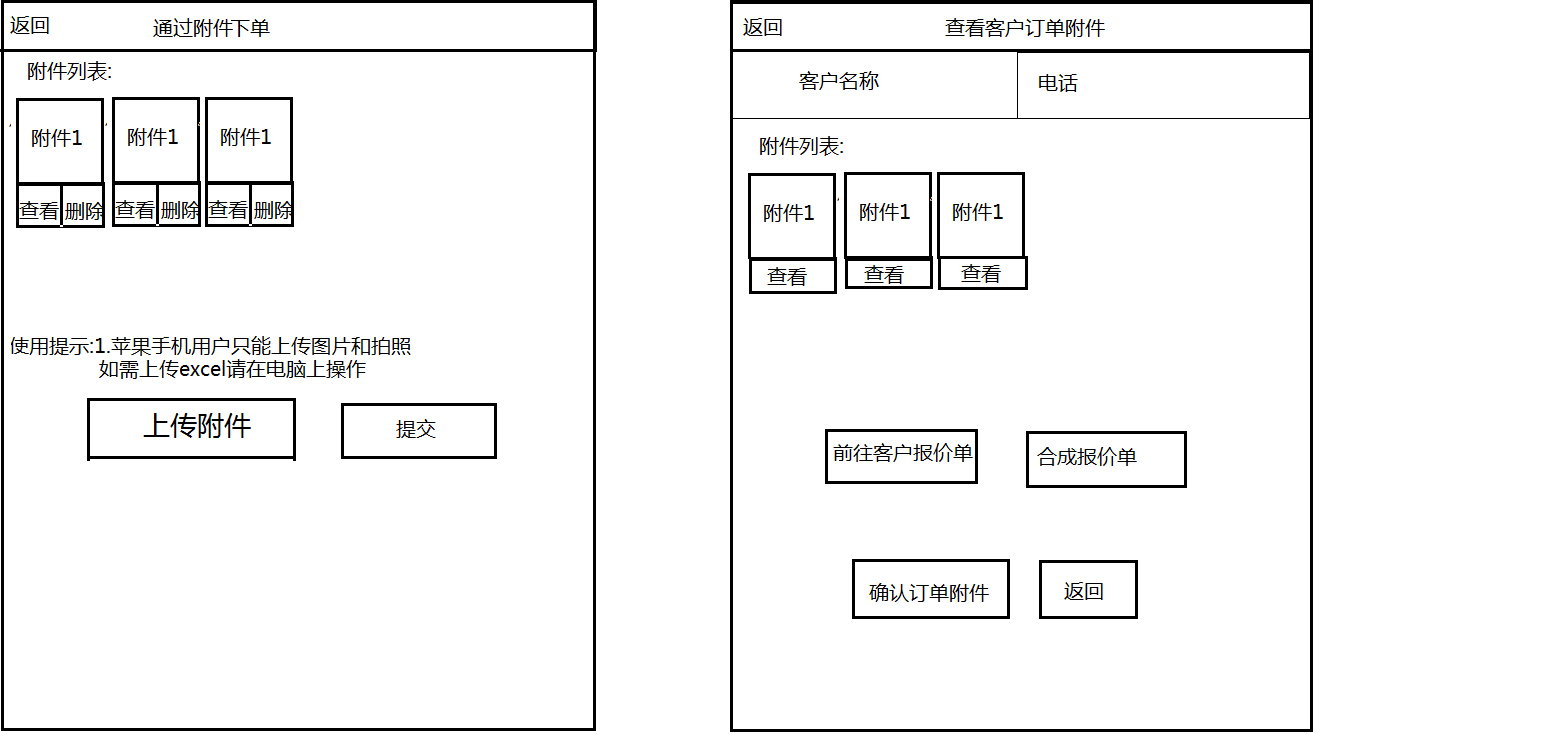 返回
通过附件下单
附件列表:
附件1
附件1
附件1
查看
删除
查看
删除
查看
删除
使用提示:1.苹果手机用户只能上传图片和拍照
如需上传excel请在电脑上操作
上传附件
提交
返回
查看客户订单附件
客户名称
电话
附件列表:
附件1
附件1
附件1
查看
查看
查看
前往客户报价单
合成报价单
确认订单附件
返回